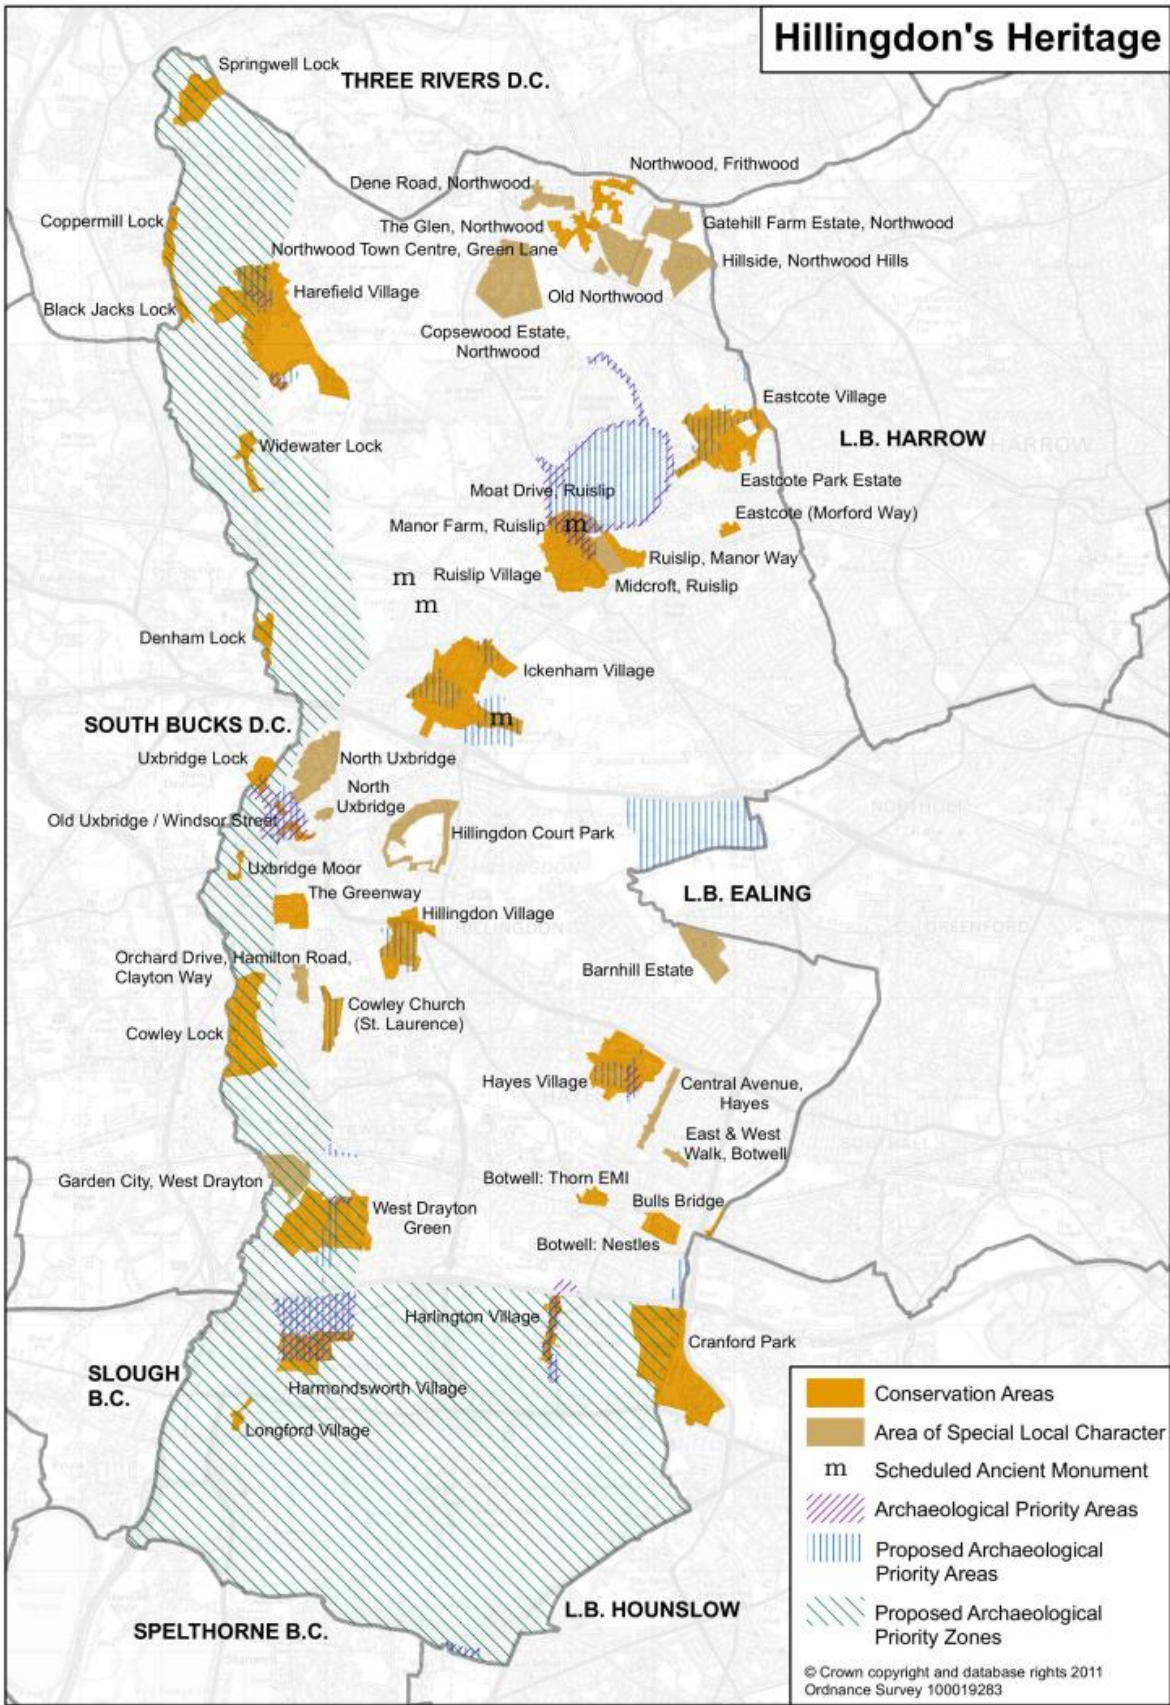 Hillingdon's Heritage
Springwell Lock
THREE RIVERS D.C.
Northwood, Frithwood
Dene Road, Northwood
Coppermill Lock
The Glen, Northwood
Gatehill Farm Estate, Northwood
Northwood Town Centre, Green Lane
Hillside, Northwood Hills
Harefield Village
Old Northwood
Black Jacks Lock
Copsewood Estate,
Northwood
Eastcote Village
L.B. HARROW
HARROW
Widewater Lock
Eastcote Park Estate
Moat Drive, Ruislip
Eastcote (Morford Way)
Manor Farm, Ruislip
m
Ruislip, Manor Way
m
Ruislip Village
Midcroft, Ruislip
m
Denham Lock
Ickenham Village
m
SOUTH BUCKS D.C.
Uxbridge Lock
North Uxbridge
North
Uxbridge
Old Uxbridge / Windsor Street
Hillingdon Court Park
Uxbridge Moor
The Greenway
L.B. EALING
Hillingdon Village
HILLINGDON
GREENFORD
Orchard Drive, Hamilton Road,
Clayton Way
Barnhill Estate
Cowley Church
(St. Laurence)
Cowley Lock
Hayes Village
Central Avenue,
Hayes
East & West
Walk, Botwell
Garden City, West Drayton
Botwell: Thorn EMI
Bulls Bridge
West Drayton
Green
Botwell: Nestles
Harlington Village
Cranford Park
SLOUGH
B.C.
Harmondsworth Village
Longford Village
L.B. HOUNSLOW
SPELTHORNE B.C.
Conservation Areas
Area of Special Local Character
m Scheduled Ancient Monument
Archaeological Priority Areas
Proposed Archaeological
Priority Areas
Proposed Archaeological
Priority Zones
© Crown copyright and database rights 2011
Ordnance Survey 100019283